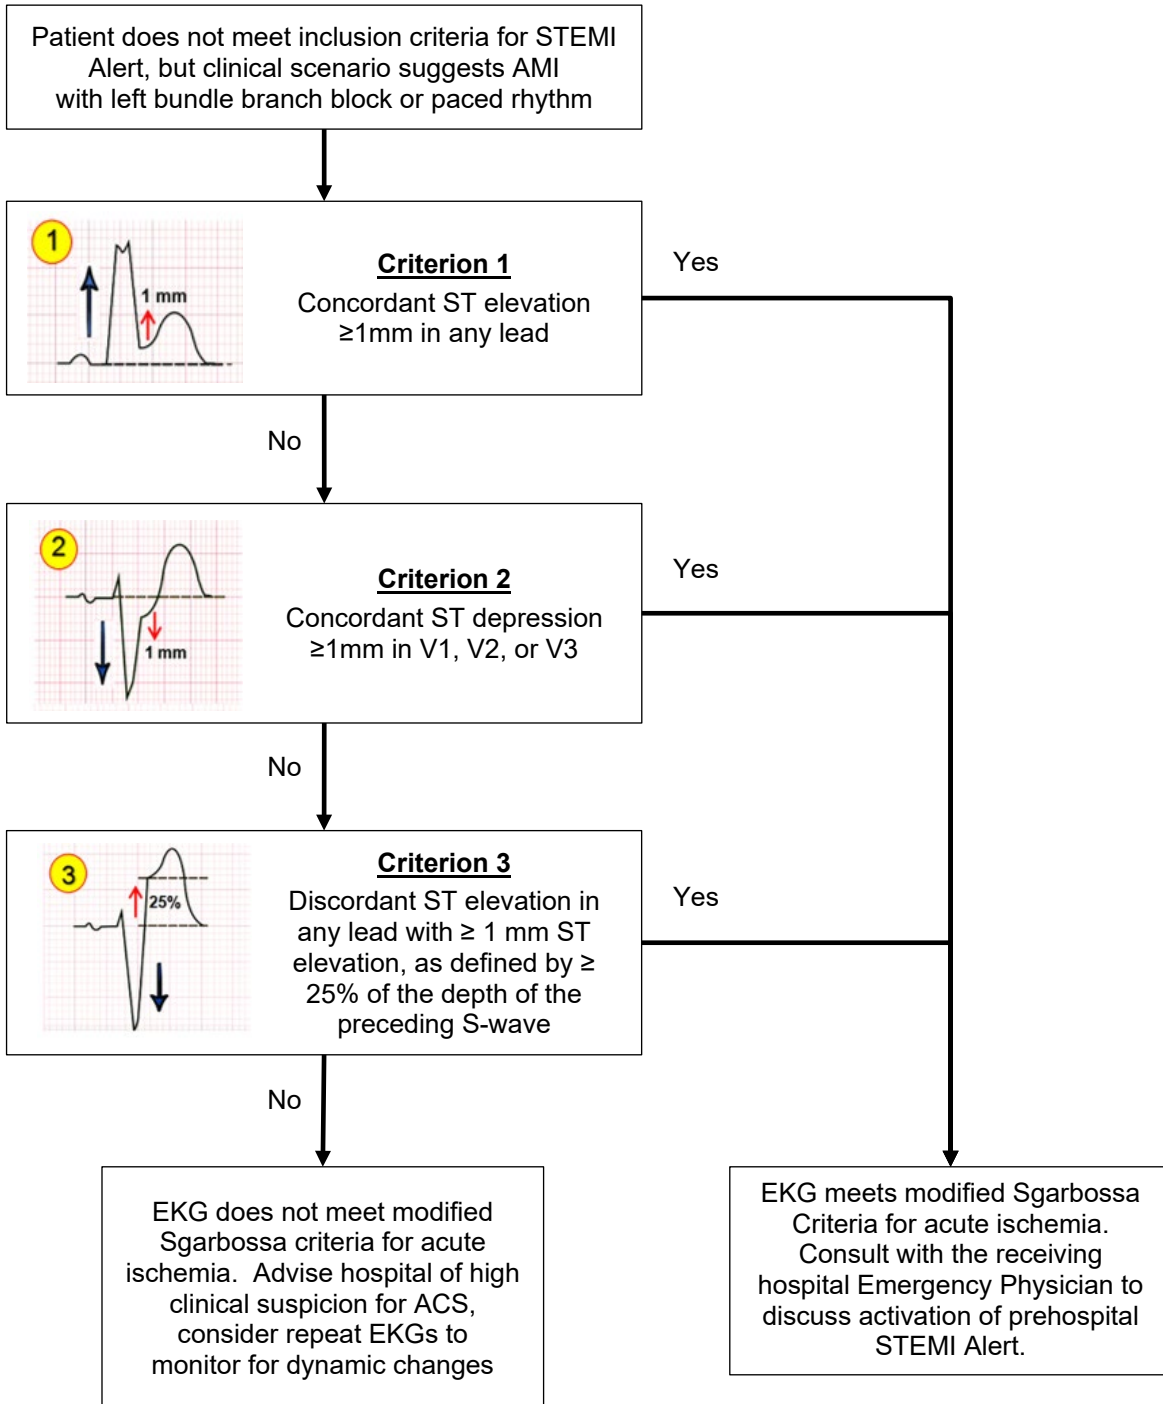 Patient does not meet inclusion criteria for STEMI
Alert, but clinical scenario suggests AMI
with left bundle branch block or paced rhythm
1
1 mm
Criterion 1
Concordant ST elevation
≥1mm in any lead
Yes
No
2
1 mm
Criterion 2
Concordant ST depression
≥1mm in V1, V2, or V3
Yes
No
3
25%
Criterion 3
Discordant ST elevation in
any lead with ≥ 1 mm ST
elevation, as defined by ≥
25% of the depth of the
preceding S-wave
Yes
No
EKG does not meet modified
Sgarbossa criteria for acute
ischemia.  Advise hospital of high
clinical suspicion for ACS,
consider repeat EKGs to
monitor for dynamic changes
EKG meets modified Sgarbossa
Criteria for acute ischemia.
Consult with the receiving
hospital Emergency Physician to
discuss activation of prehospital
STEMI Alert.